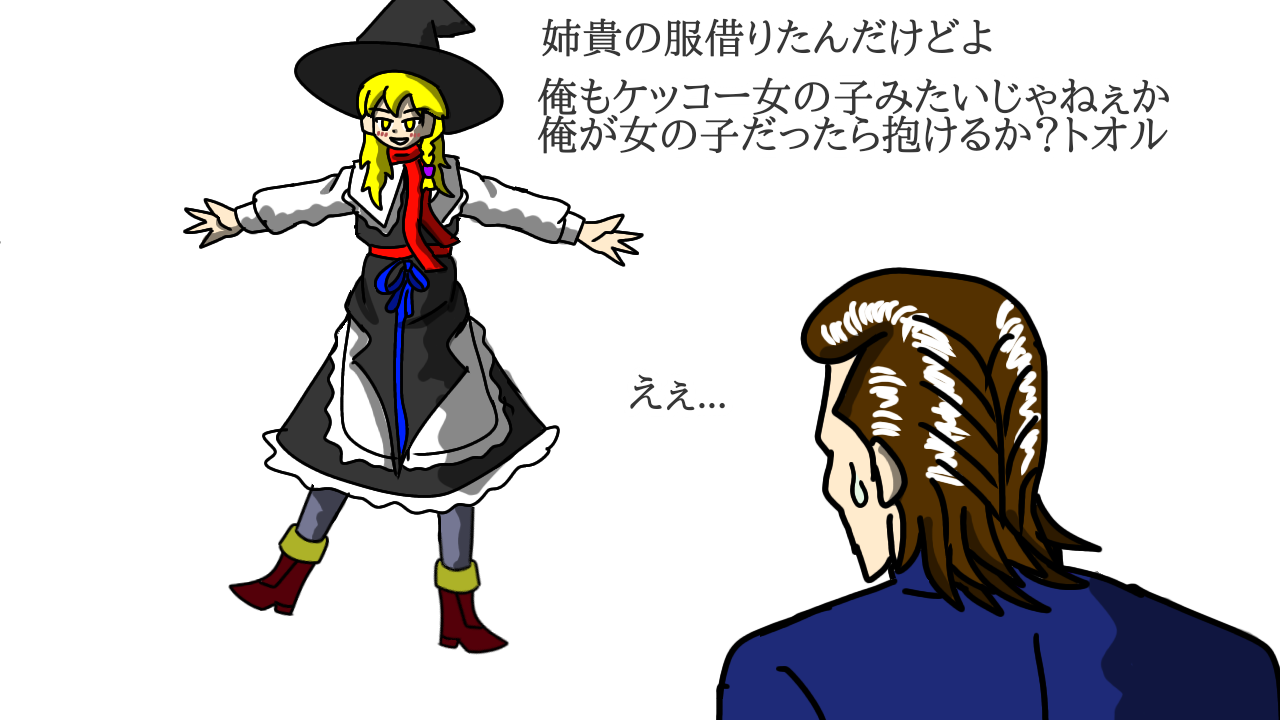 姉貴の服借りたんだけどよ
俺もケッコー女の子みたいじゃねぇか
俺が女の子だったら抱けるか？トオル
えぇ…